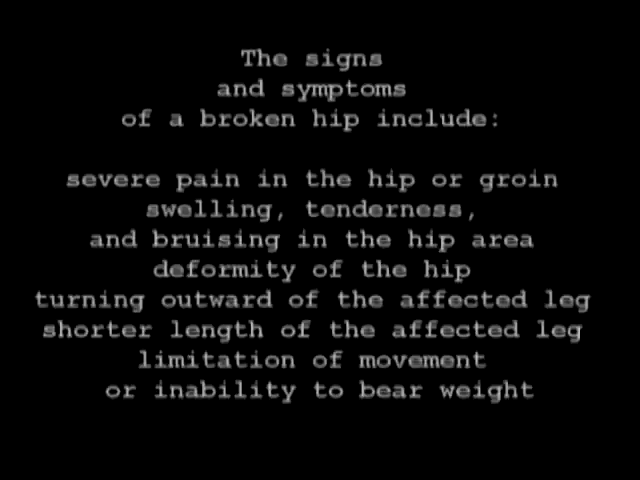 The signs
and symptoms
of a broken hip include:
severe pain in the hip or groin
swelling, tenderness,
and bruising in the hip area
deformity of the hip
turning outward of the affected leg
shorter length of the affected leg
limitation of movement
or inability to bear weight